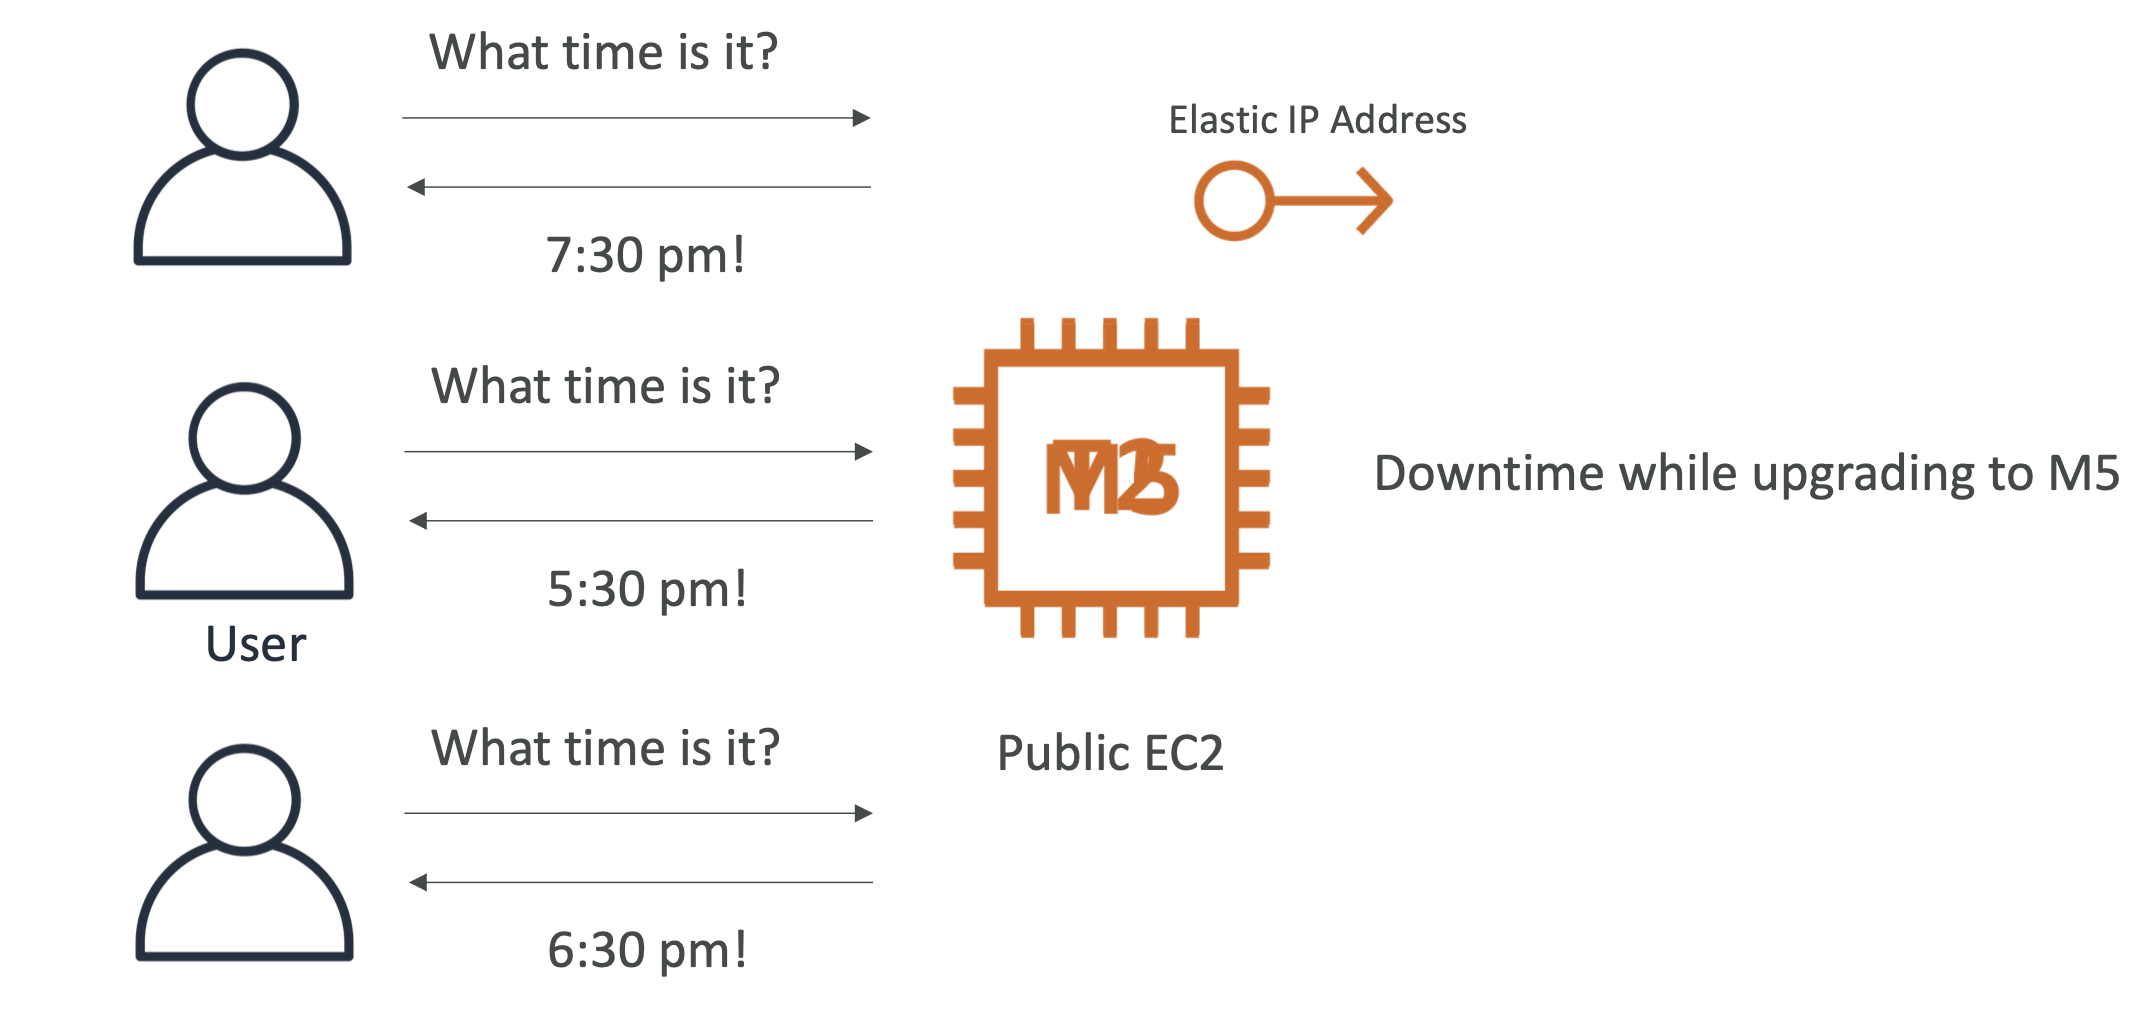 What time is it?
Elastic IP Address
7:30 pm!
What time is it?
Downtime while upgrading to M5
5:30 pm!
User
What time is it?
Public EC2
6:30 pm!